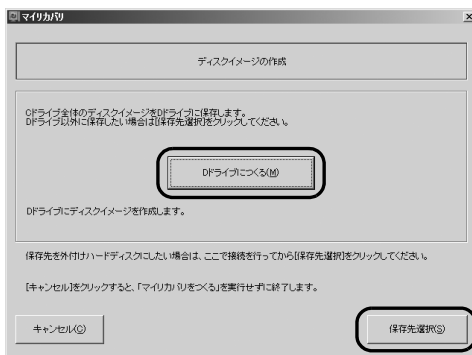 マイリカバリ
ディスクイメージの作成
Cドライブ全体のディスクイメージをDドライブに保存します。
Dドライブ以外に保存したい場合は[保存先選択]をクリックしてください。
Dドライブにつくる(M)
Dドライブにディスクイメージを作成します。
保存先を外付けハードディスクにしたい場合は、ここで接続を行ってから[保存先選択]をクリックしてください。
[キャンセル]をクリックすると、「マイリカバリをつくる」を実行せずに終了します。
キャンセル(C)
保存先選択(S)